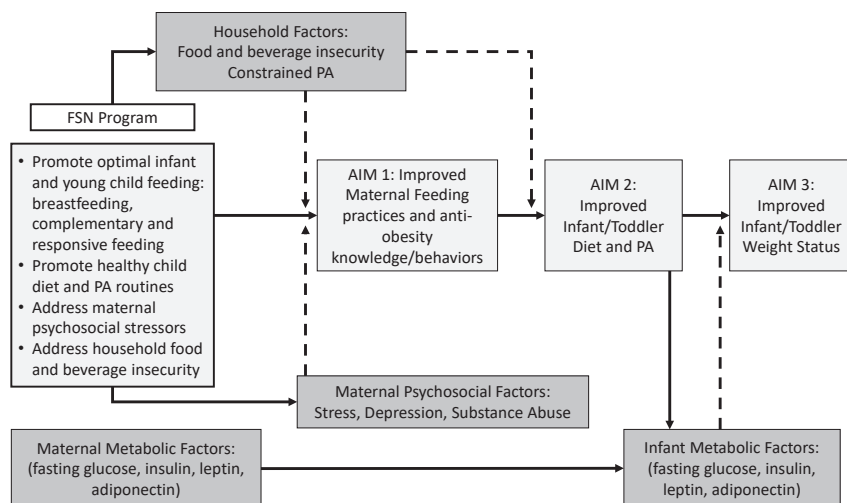 Household Factors:
Food and beverage insecurity
Constrained PA
FSN Program
• Promote optimal infant
and young child feeding:
breastfeeding,
complementary and
responsive feeding
• Promote healthy child
diet and PA routines
• Address maternal
psychosocial stressors
• Address household food
and beverage insecurity
AIM 1: Improved
Maternal Feeding
practices and anti-
obesity
knowledge/behaviors
AIM 2:
Improved
Infant/Toddler
Diet and PA
AIM 3:
Improved
Infant/Toddler
Weight Status
Maternal Psychosocial Factors:
Stress, Depression, Substance Abuse
Maternal Metabolic Factors:
(fasting glucose, insulin, leptin,
adiponectin)
Infant Metabolic Factors:
(fasting glucose, insulin,
leptin, adiponectin)